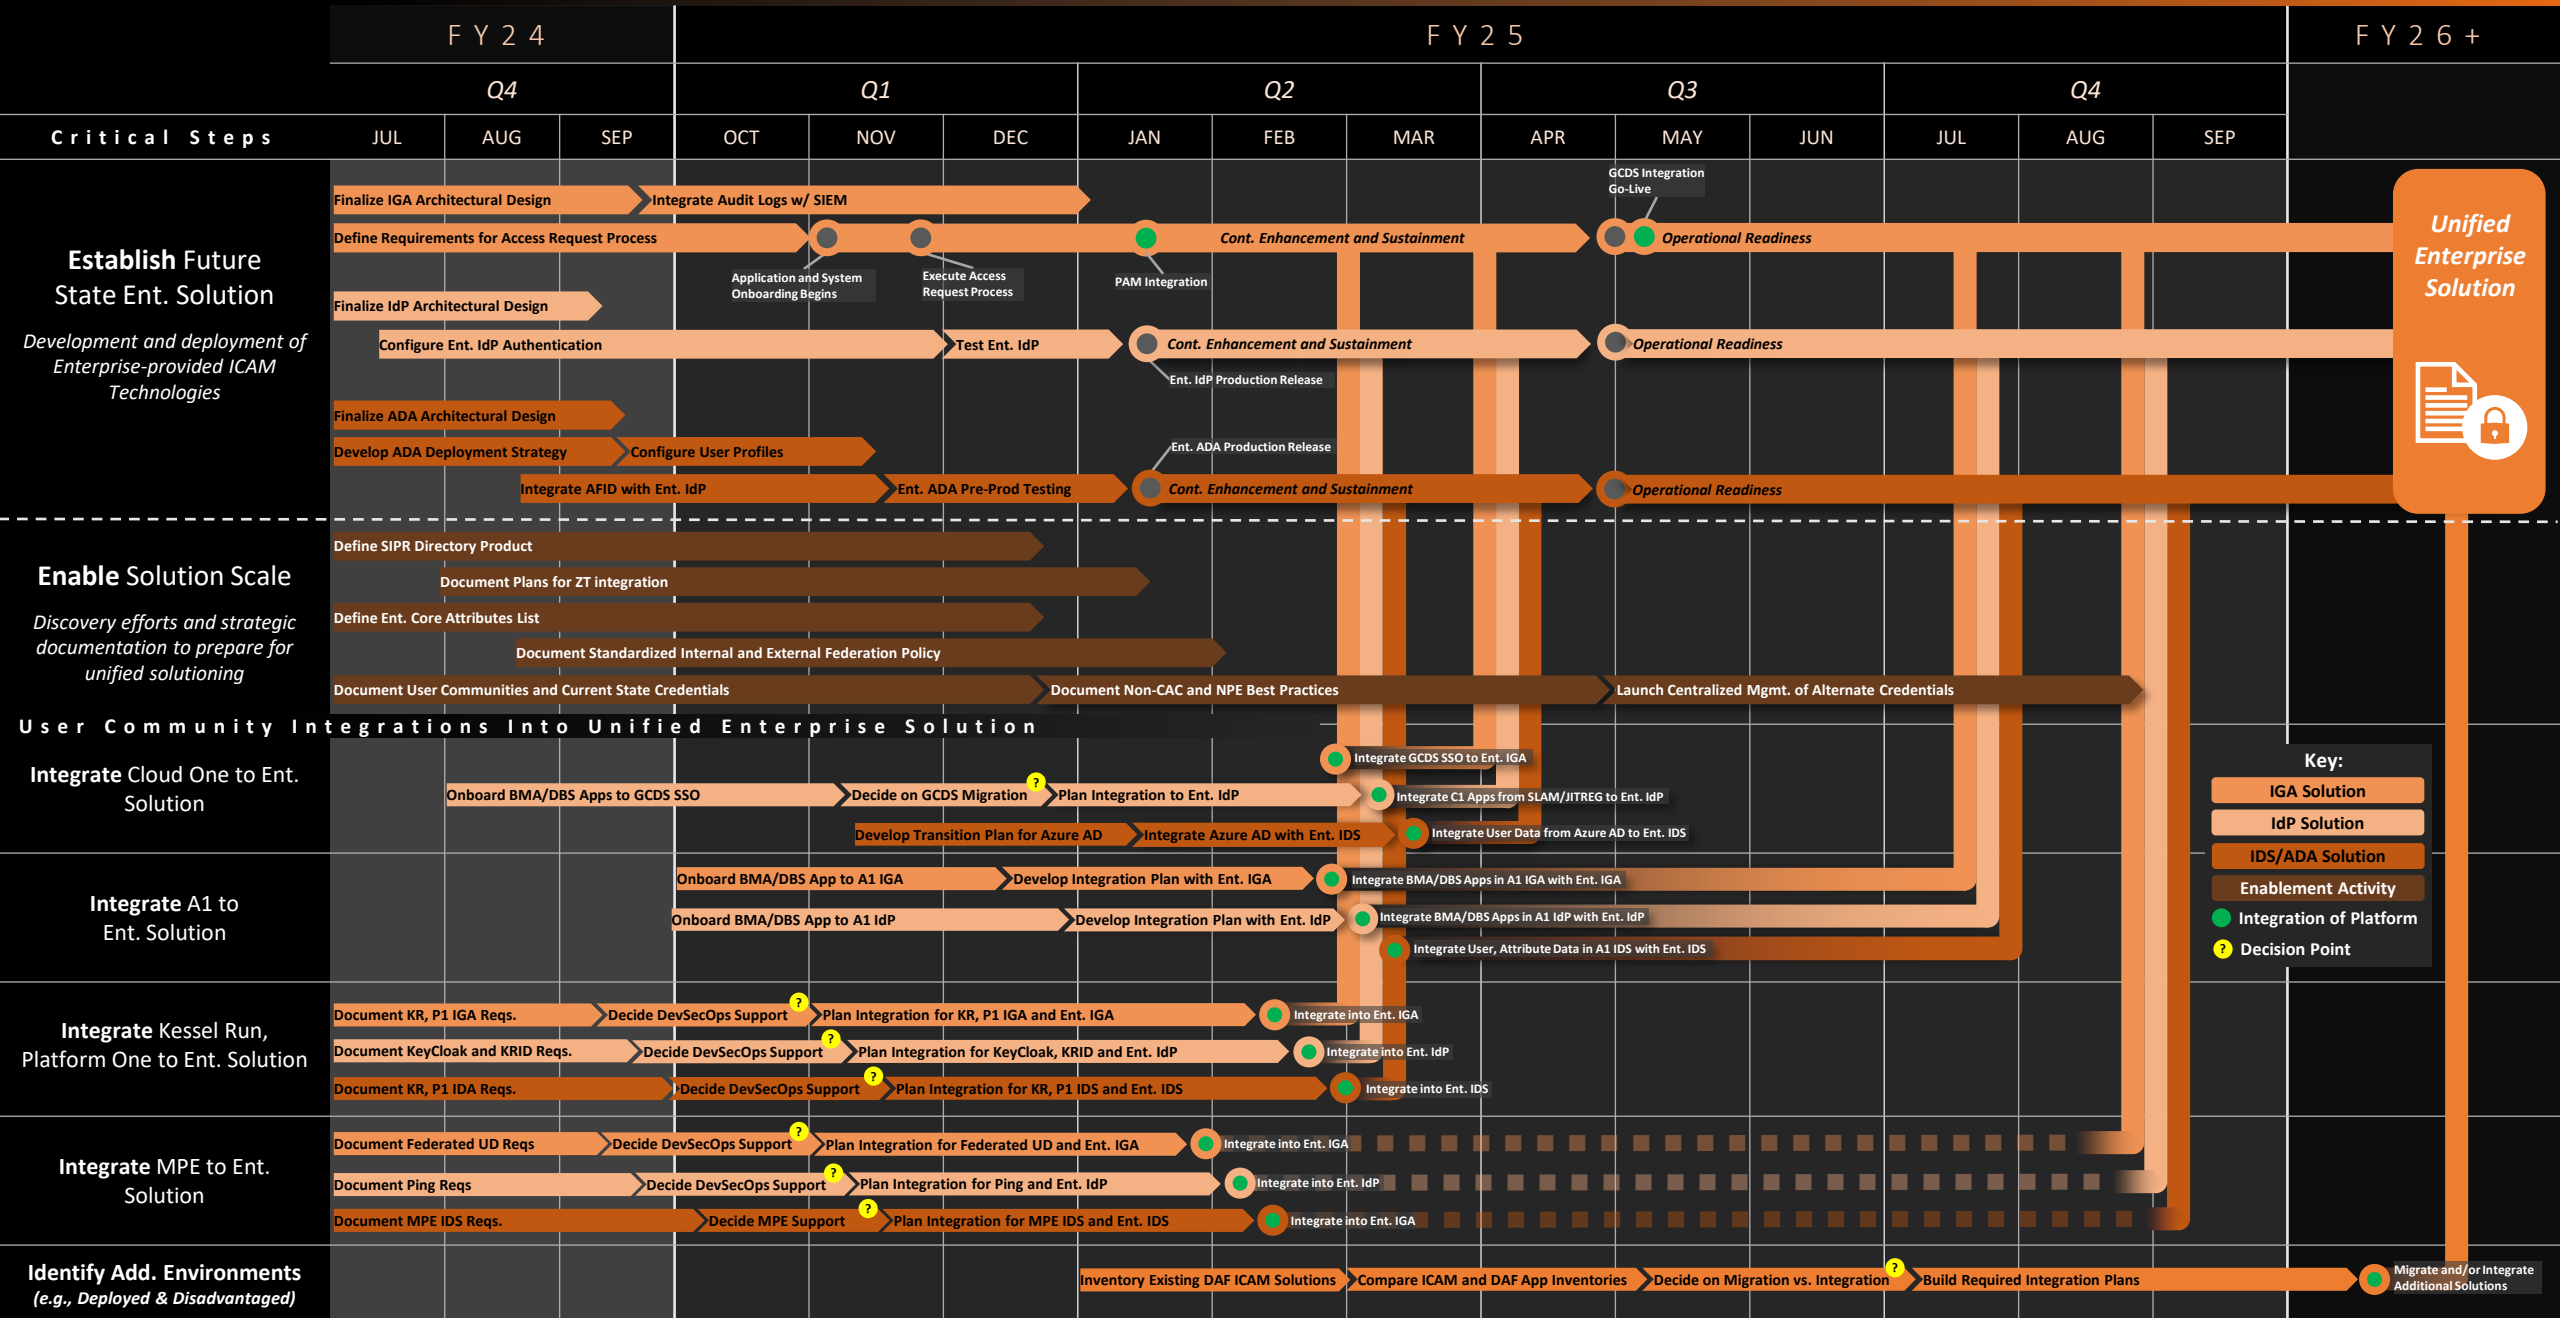 FY24
FY25
FY26+
Q4
Q1
Q2
Q3
Q4
Critical Steps
JUL
AUG
SEP
OCT
NOV
DEC
JAN
FEB
MAR
APR
MAY
JUN
JUL
AUG
SEP
Establish Future
State Ent. Solution
Development and deployment of
Enterprise-provided ICAM
Technologies
Finalize IGA Architectural Design
Integrate Audit Logs w/ SIEM
GCDS Integration
Go-Live
Define Requirements for Access Request Process
Cont. Enhancement and Sustainment
Operational Readiness
Application and System
Onboarding Begins
Execute Access
Request Process
PAM Integration
Finalize IdP Architectural Design
Configure Ent. IdP Authentication
Test Ent. IdP
Cont. Enhancement and Sustainment
Operational Readiness
Ent. IdP Production Release
Finalize ADA Architectural Design
Develop ADA Deployment Strategy
Configure User Profiles
Ent. ADA Production Release
Integrate AFID with Ent. IdP
Ent. ADA Pre-Prod Testing
Cont. Enhancement and Sustainment
Operational Readiness
Unified
Enterprise
Solution
Enable Solution Scale
Discovery efforts and strategic
documentation to prepare for
unified solutioning
Define SIPR Directory Product
Document Plans for ZT integration
Define Ent. Core Attributes List
Document Standardized Internal and External Federation Policy
Document User Communities and Current State Credentials
Document Non-CAC and NPE Best Practices
Launch Centralized Mgmt. of Alternate Credentials
User Community Integrations Into Unified Enterprise Solution
Integrate Cloud One to Ent.
Solution
Integrate GCDS SSO to Ent. IGA
Onboard BMA/DBS Apps to GCDS SSO
Decide on GCDS Migration
?
Plan Integration to Ent. IdP
Integrate C1 Apps from SLAM/JITREG to Ent. IdP
Develop Transition Plan for Azure AD
Integrate Azure AD with Ent. IDS
Integrate User Data from Azure AD to Ent. IDS
Integrate A1 to
Ent. Solution
Onboard BMA/DBS App to A1 IGA
Develop Integration Plan with Ent. IGA
Integrate BMA/DBS Apps in A1 IGA with Ent. IGA
Onboard BMA/DBS App to A1 IdP
Develop Integration Plan with Ent. IdP
Integrate BMA/DBS Apps in A1 IdP with Ent. IdP
Integrate User, Attribute Data in A1 IDS with Ent. IDS
Key:
IGA Solution
IdP Solution
IDS/ADA Solution
Enablement Activity
Integration of Platform
? Decision Point
Integrate Kessel Run,
Platform One to Ent. Solution
Document KR, P1 IGA Reqs.
Decide DevSecOps Support
?
Plan Integration for KR, P1 IGA and Ent. IGA
Integrate into Ent. IGA
Document KeyCloak and KRID Reqs.
Decide DevSecOps Support
?
Plan Integration for KeyCloak, KRID and Ent. IdP
Integrate into Ent. IdP
Document KR, P1 IDA Reqs.
Decide DevSecOps Support
?
Plan Integration for KR, P1 IDS and Ent. IDS
Integrate into Ent. IDS
Integrate MPE to Ent.
Solution
Document Federated UD Reqs
Decide DevSecOps Support
?
Plan Integration for Federated UD and Ent. IGA
Integrate into Ent. IGA
Document Ping Reqs
Decide DevSecOps Support
?
Plan Integration for Ping and Ent. IdP
Integrate into Ent. IdP
Document MPE IDS Reqs.
Decide MPE Support
?
Plan Integration for MPE IDS and Ent. IDS
Integrate into Ent. IGA
Identify Add. Environments
(e.g., Deployed & Disadvantaged)
Inventory Existing DAF ICAM Solutions
Compare ICAM and DAF App Inventories
Decide on Migration vs. Integration
?
Build Required Integration Plans
Migrate and/or Integrate
Additional Solutions